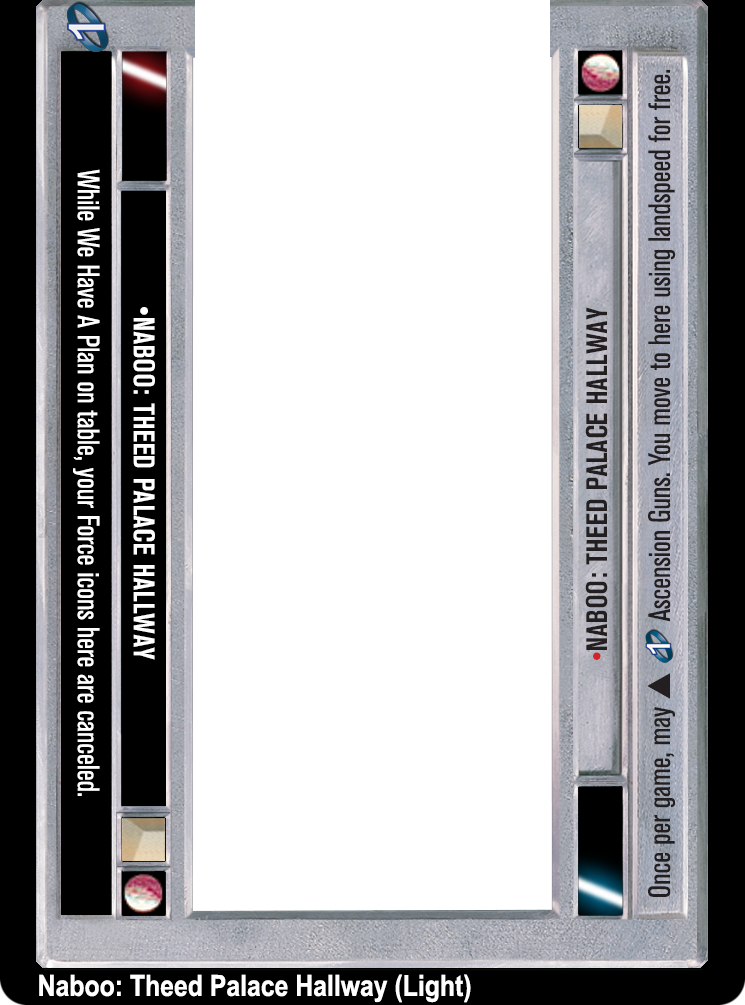 1
While We Have A Plan on table, your Force icons here are canceled.
•NABOO: THEED PALACE HALLWAY
•NABOO: THEED PALACE HALLWAY
Once per game, may ▲ 1 Ascension Guns. You move to here using landspeed for free.
Naboo: Theed Palace Hallway (Light)